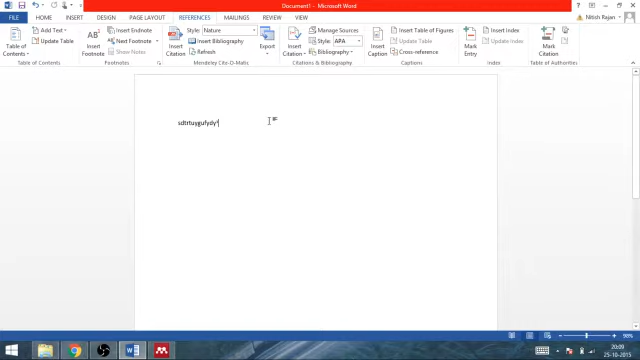 Document1 - Word
FILE HOME INSERT DESIGN PAGE LAYOUT REFERENCES MAILINGS REVIEW VIEW Nitish Rajan
Table of Contents
Add Text
Update Table
Table of Contents
AB¹
Insert Footnote
Insert Endnote
Next Footnote
Show Notes
Footnotes
Insert Citation
Style: Nature
Insert Bibliography
Refresh
Export
Mendeley Cite-O-Matic
Insert Citation
Manage Sources
Style: APA
Bibliography
Citations & Bibliography
Insert Caption
Insert Table of Figures
Update Table
Cross-reference
Captions
Mark Entry
Insert Index
Update Index
Index
Mark Citation
Table of Authorities
98%
20:09
25-10-2015